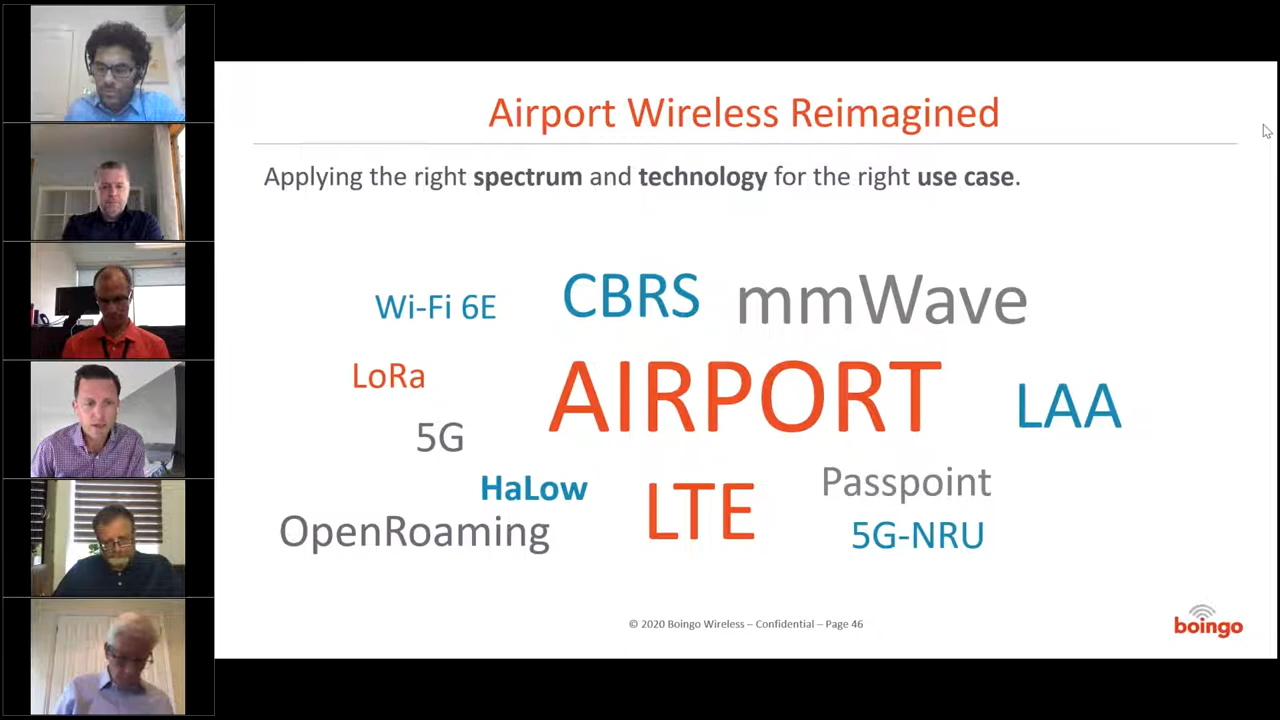 Airport Wireless Reimagined
Applying the right spectrum and technology for the right use case.
Wi-Fi 6E
CBRS
mmWave
LoRa
AIRPORT
LAA
5G
HaLow
LTE
Passpoint
OpenRoaming
5G-NRU
© 2020 Boingo Wireless – Confidential – Page 46
boingo